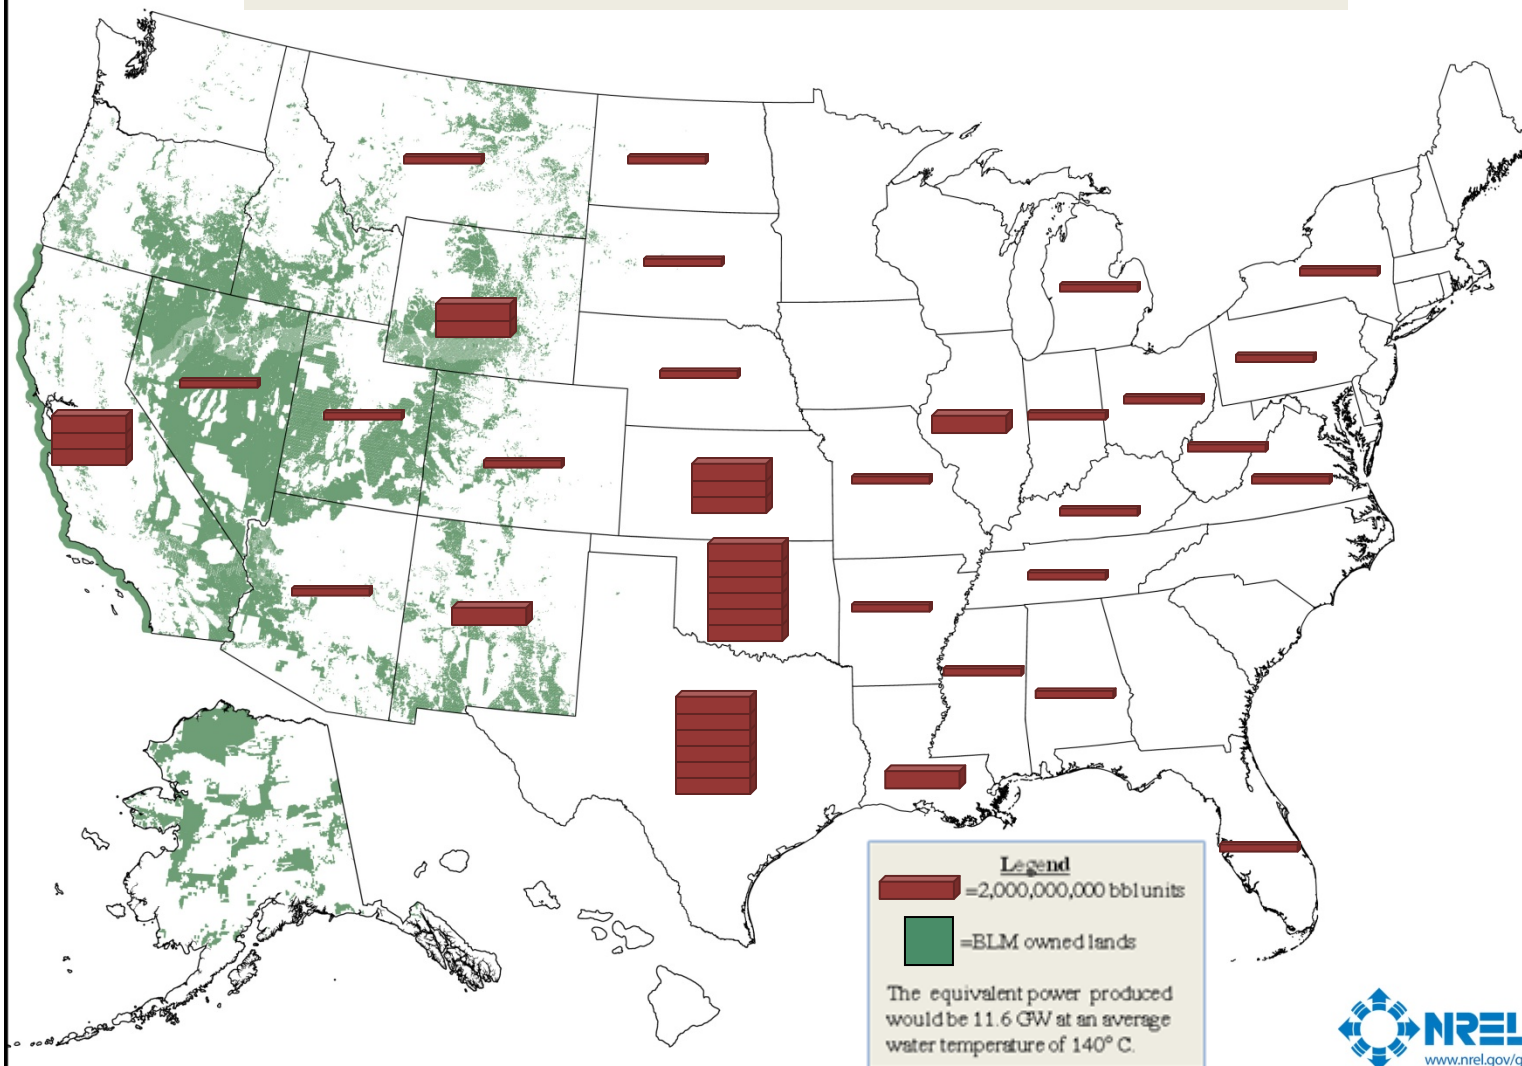 Legend
=2,000,000,000 bbl units
=BLM owned lands
The equivalent power produced
would be 11.6 GW at an average
water temperature of 140° C.
NREL
www.nrel.gov/g